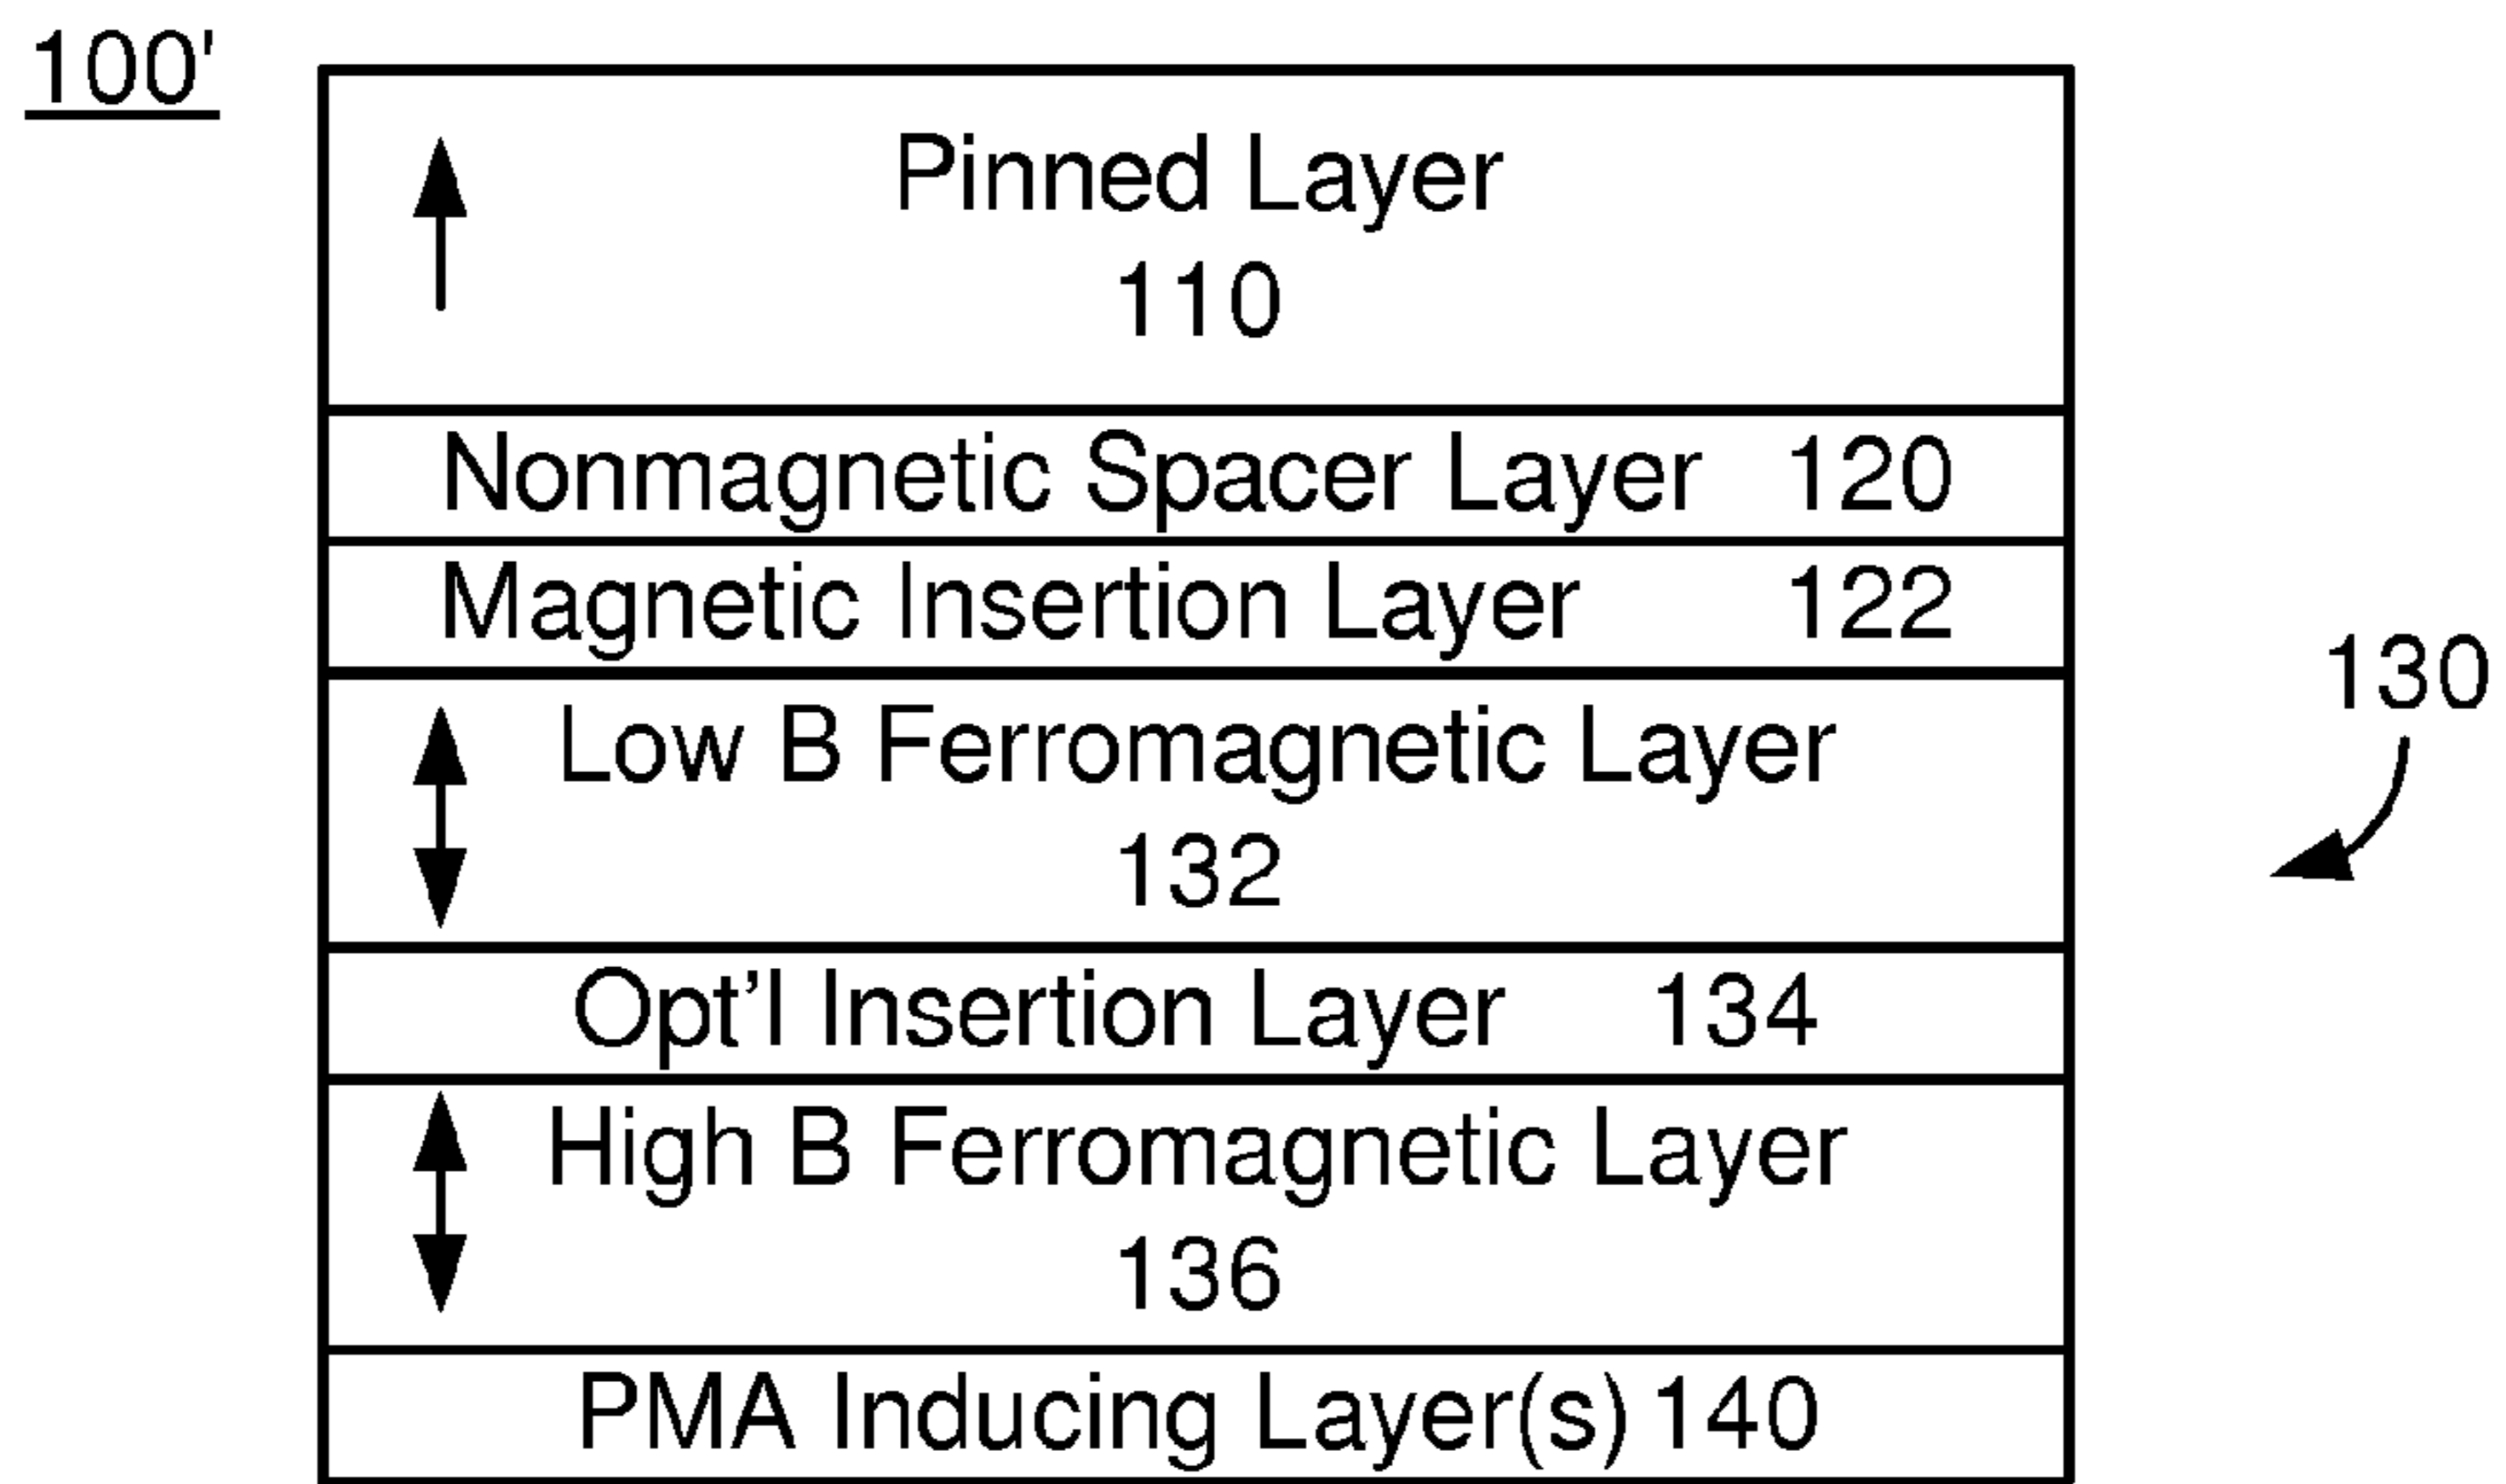 100'
Pinned Layer
110
Nonmagnetic Spacer Layer 120
Magnetic Insertion Layer 122
130
Low B Ferromagnetic Layer
132
Opt'l Insertion Layer 134
High B Ferromagnetic Layer
136
PMA Inducing Layer(s) 140